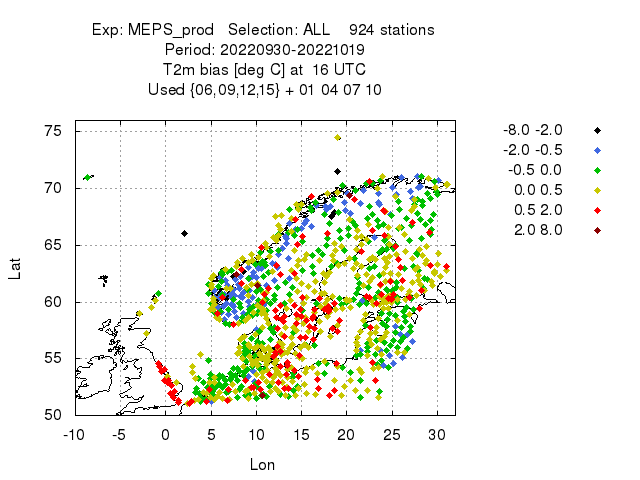 Exp: MEPS_prod   Selection: ALL    924 stations
Period: 20220930-20221019
T2m bias [deg C] at  16 UTC
Used {06,09,12,15} + 01 04 07 10
-8.0 -2.0
-2.0 -0.5
-0.5 0.0
0.0 0.5
0.5 2.0
2.0 8.0
75
70
65
60
55
50
Lat
-10 -5 0 5 10 15 20 25 30
Lon